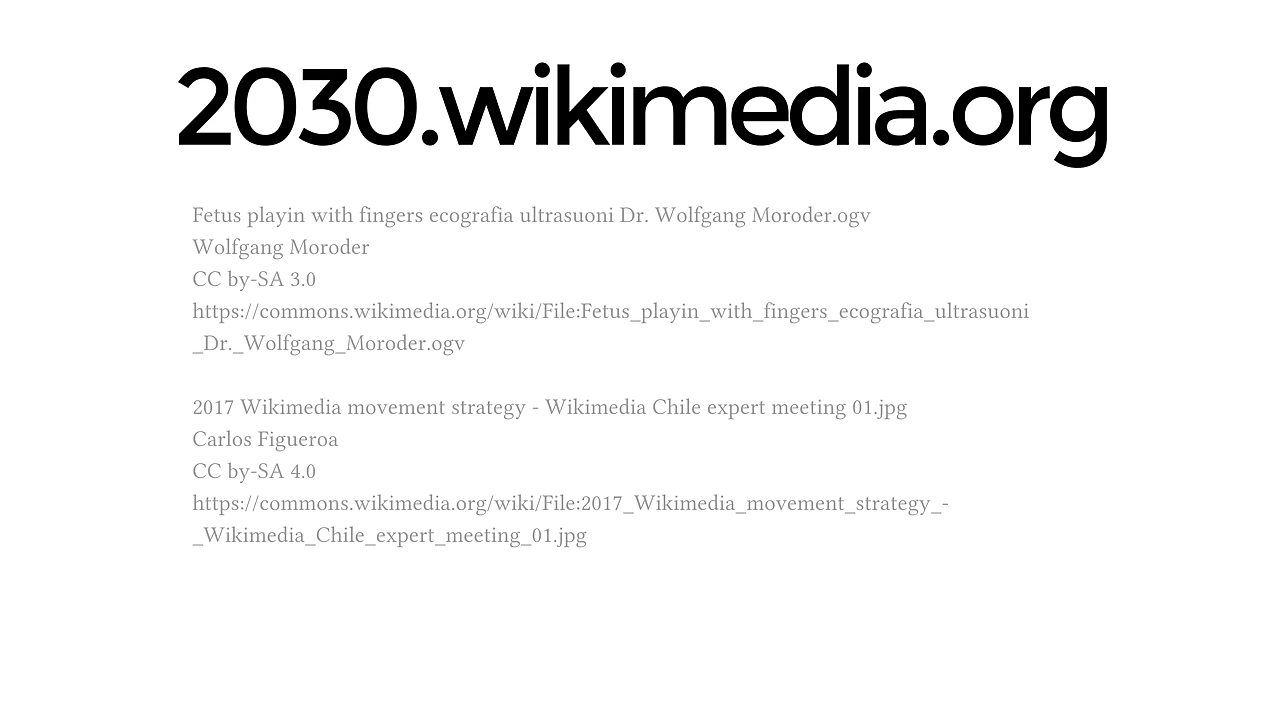 2030.wikimedia.org
Fetus playin with fingers ecografia ultrasuoni Dr. Wolfgang Moroder.ogv
Wolfgang Moroder
CC by-SA 3.0
https://commons.wikimedia.org/wiki/File:Fetus_playin_with_fingers_ecografia_ultrasuoni
_Dr._Wolfgang_Moroder.ogv
2017 Wikimedia movement strategy - Wikimedia Chile expert meeting 01.jpg
Carlos Figueroa
CC by-SA 4.0
https://commons.wikimedia.org/wiki/File:2017_Wikimedia_movement_strategy_-
_Wikimedia_Chile_expert_meeting_01.jpg